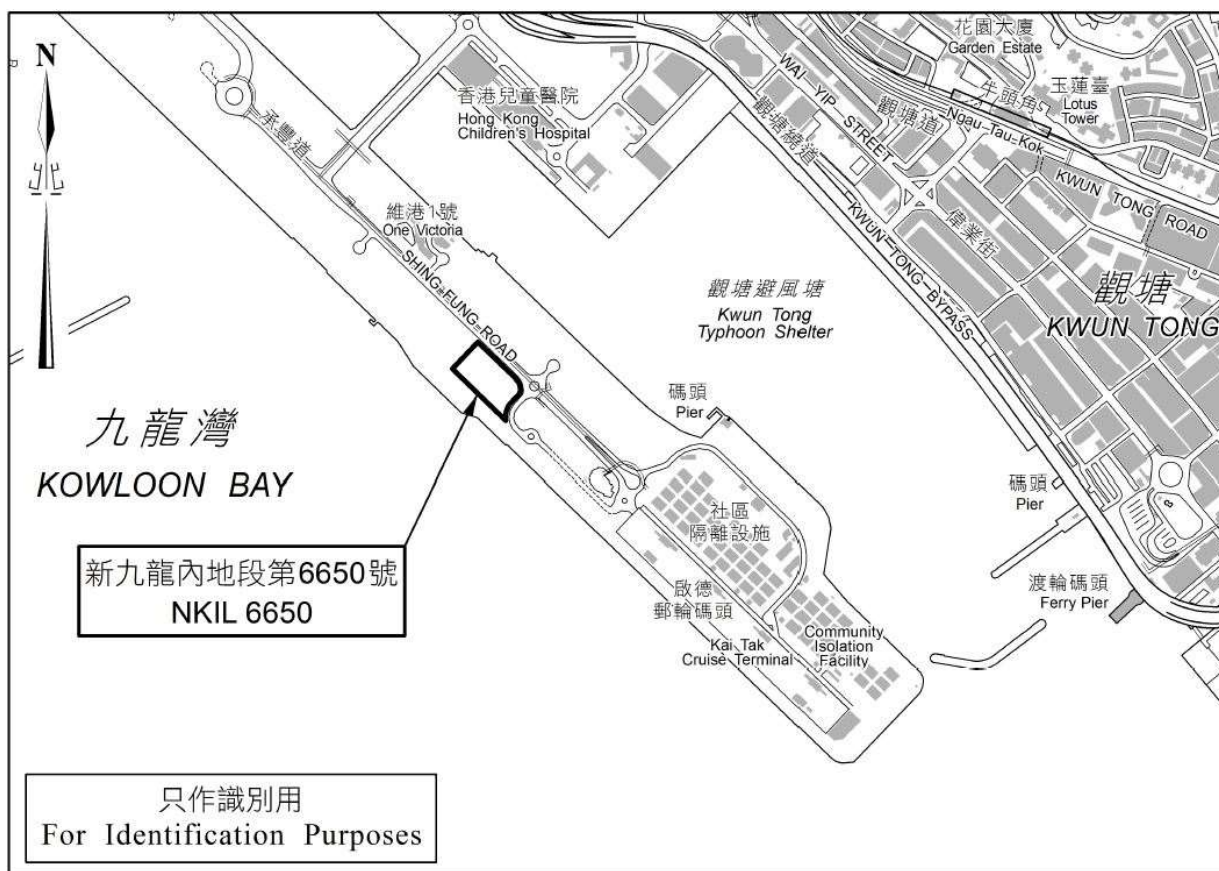 N
承豐道
香港兒童醫院
Hong Kong
Children's Hospital
維港1號
One Victoria
SHING FUNG ROAD
花園大廈
Garden Estate
玉蓮臺
Lotus
Tower
牛頭角
Ngau Tau Kok
觀塘道
KWUN TONG ROAD
WAI YIP STREET
偉業街
觀塘繞道
KWUN TONG BYPASS
觀塘
KWUN TONG
觀塘避風塘
Kwun Tong
Typhoon Shelter
碼頭
Pier
碼頭
Pier
渡輪碼頭
Ferry Pier
九龍灣
KOWLOON BAY
新九龍內地段第6650號
NKIL 6650
社區
隔離設施
Community
Isolation
Facility
啟德
郵輪碼頭
Kai Tak
Cruise Terminal
只作識別用
For Identification Purposes